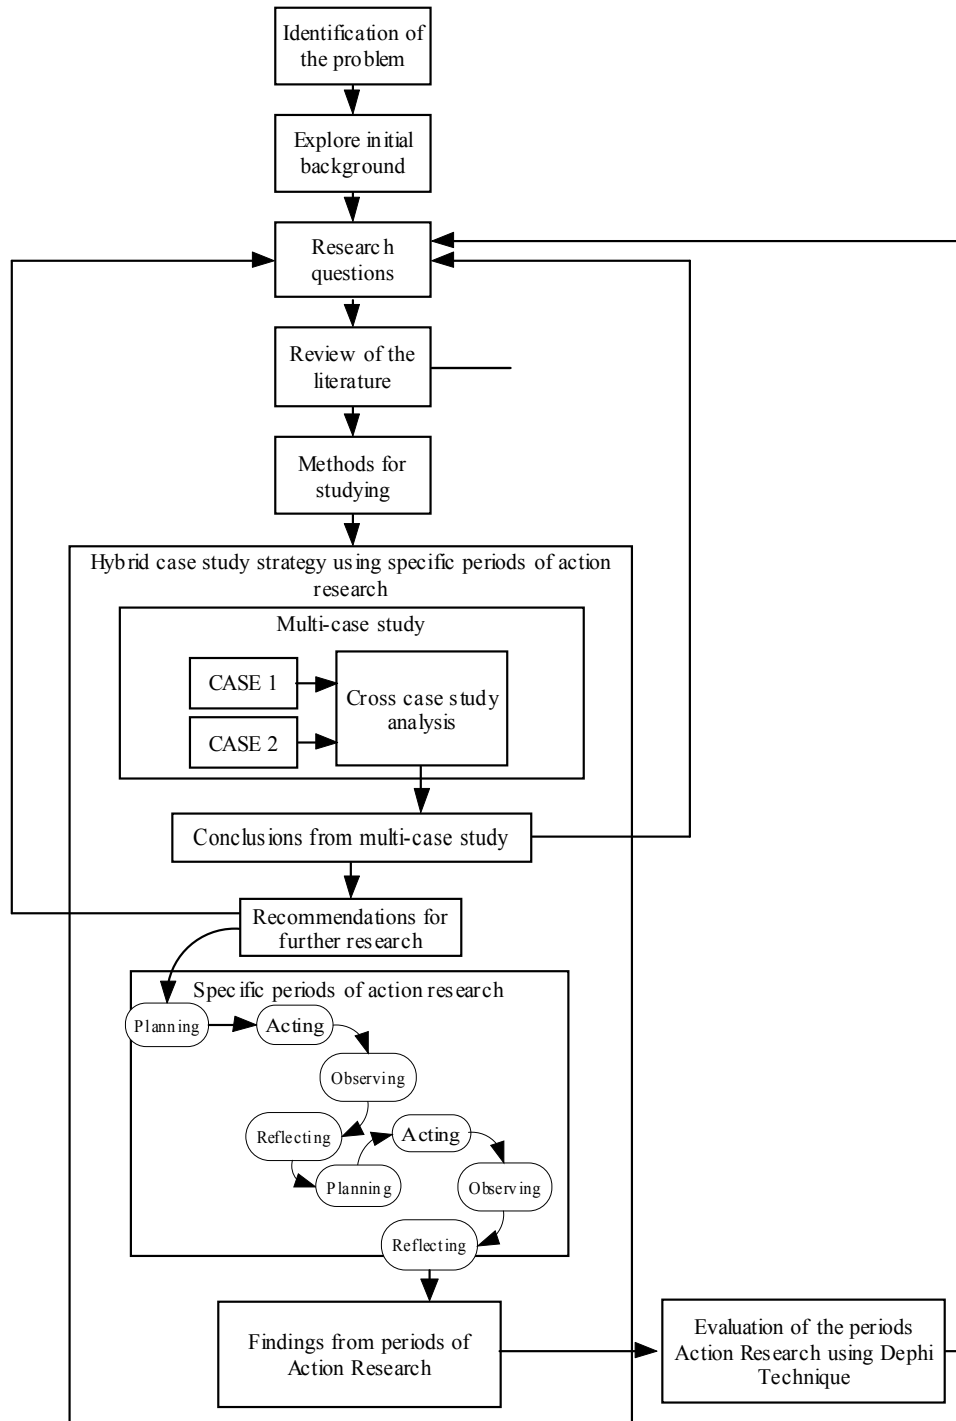 Identification of
the problem
Explore initial
background
Research
questions
Review of the
literature
Methods for
studying
Hybrid case study strategy using specific periods of action
research
Multi-case study
CASE 1
CASE 2
Cross case study
analysis
Conclusions from multi-case study
Recommendations for
further research
Specific periods of action research
Planning
Acting
Observing
Reflecting
Planning
Acting
Observing
Reflecting
Findings from periods of
Action Research
Evaluation of the periods
Action Research using Dephi
Technique